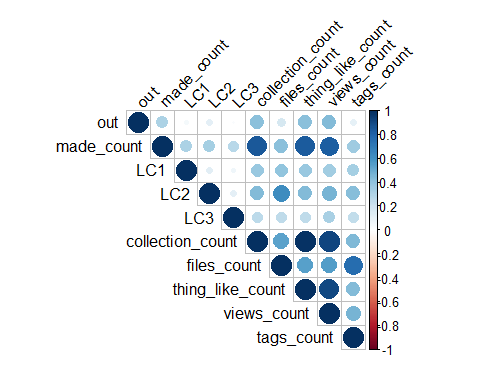 out
made_count
LC1
LC2
LC3
collection_count
files_count
thing_like_count
views_count
tags_count
out
made_count
LC1
LC2
LC3
collection_count
files_count
thing_like_count
views_count
tags_count
1
0.8
0.6
0.4
0.2
0
-0.2
-0.4
-0.6
-0.8
-1